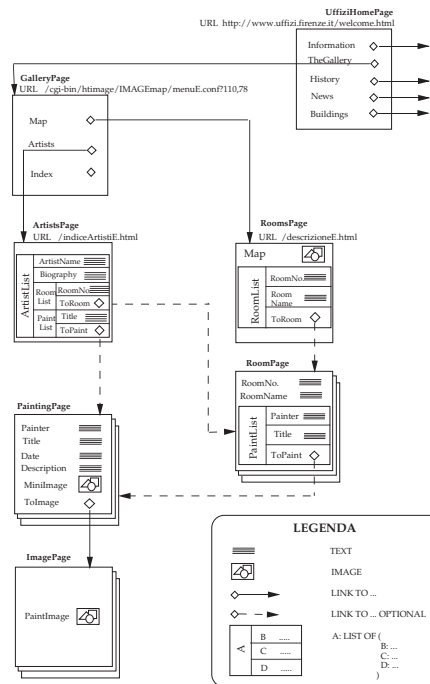 UffiziHomePage
URL http://www.uffizi.firenze.it/welcome.html
Information
TheGallery
History
News
Buildings
GalleryPage
URL /cgi-bin/htimage/IMAGEmap/menuE.conf?110,78
Map
Artists
Index
ArtistsPage
URL /indiceArtistiE.html
ArtistList
ArtistName
Biography
Room List
RoomNo
ToRoom
Paint List
Title
ToPaint
RoomsPage
URL /descrizioneE.html
Map
RoomList
RoomNo.
Room Name
ToRoom
RoomPage
RoomNo.
RoomName
PaintList
Painter
Title
ToPaint
PaintingPage
Painter
Title
Date
Description
MiniImage
ToImage
ImagePage
PaintImage
LEGENDA
TEXT
IMAGE
LINK TO ...
LINK TO ... OPTIONAL
A
B .....
C .....
D .....
A: LIST OF (
B: ...
C: ...
D: ...
)